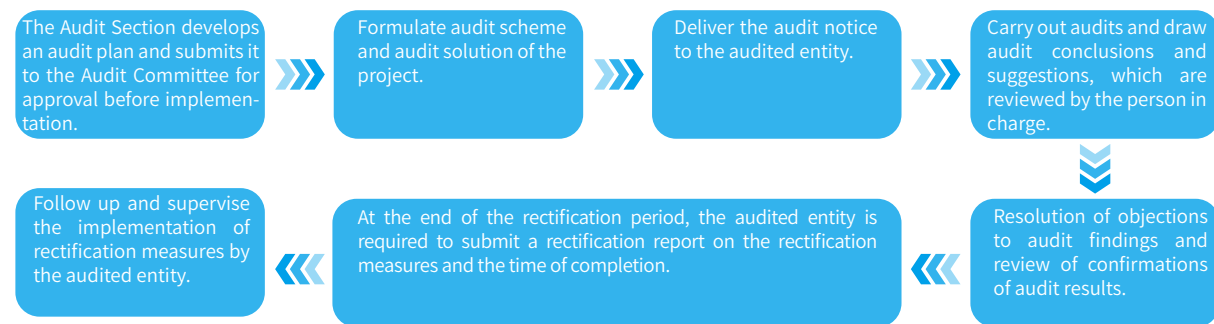 The Audit Section develops
an audit plan and submits it
to the Audit Committee for
approval before implemen-
tation.
Formulate audit scheme
and audit solution of the
project.
Deliver the audit notice
to the audited entity.
Carry out audits and draw
audit conclusions and
suggestions, which are
reviewed by the person in
charge.
Resolution of objections
to audit findings and
review of confirmations
of audit results.
At the end of the rectification period, the audited entity is
required to submit a rectification report on the rectification
measures and the time of completion.
Follow up and supervise
the implementation of
rectification measures by
the audited entity.